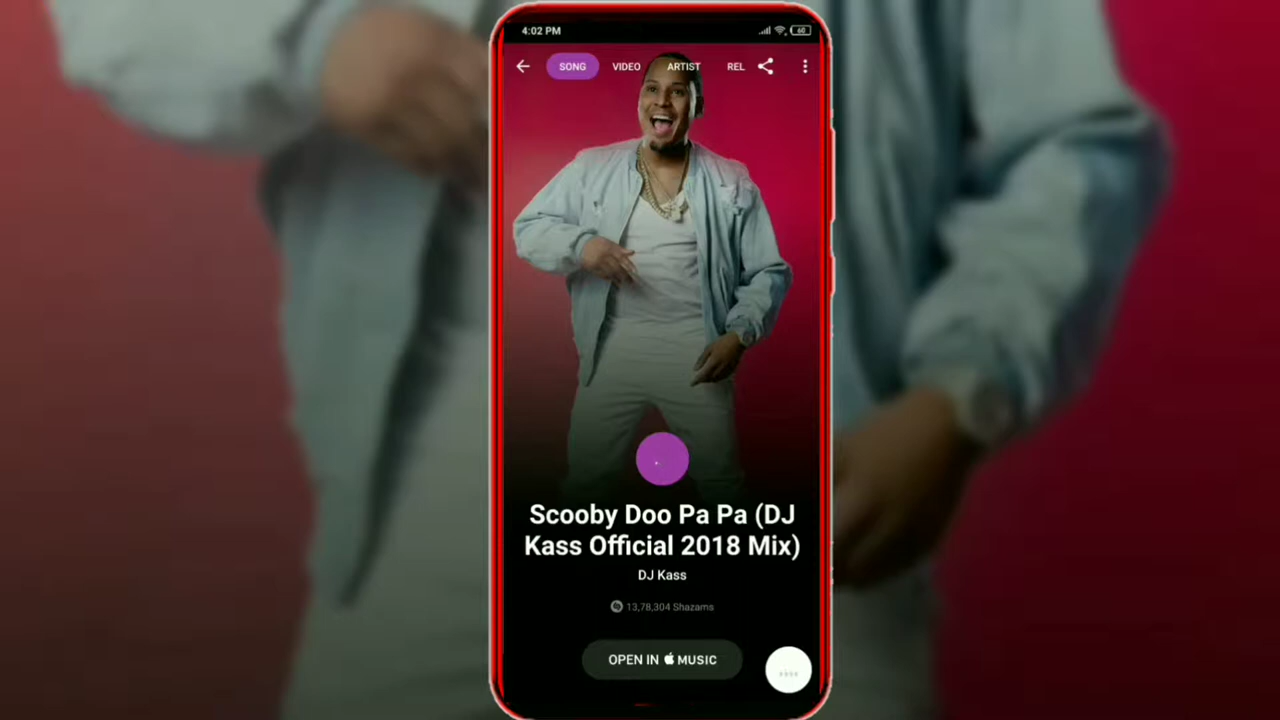 4:02 PM
60
SONG VIDEO ARTIST REL
Scooby Doo Pa Pa (DJ
Kass Official 2018 Mix)
DJ Kass
13,78,304 Shazams
OPEN IN MUSIC